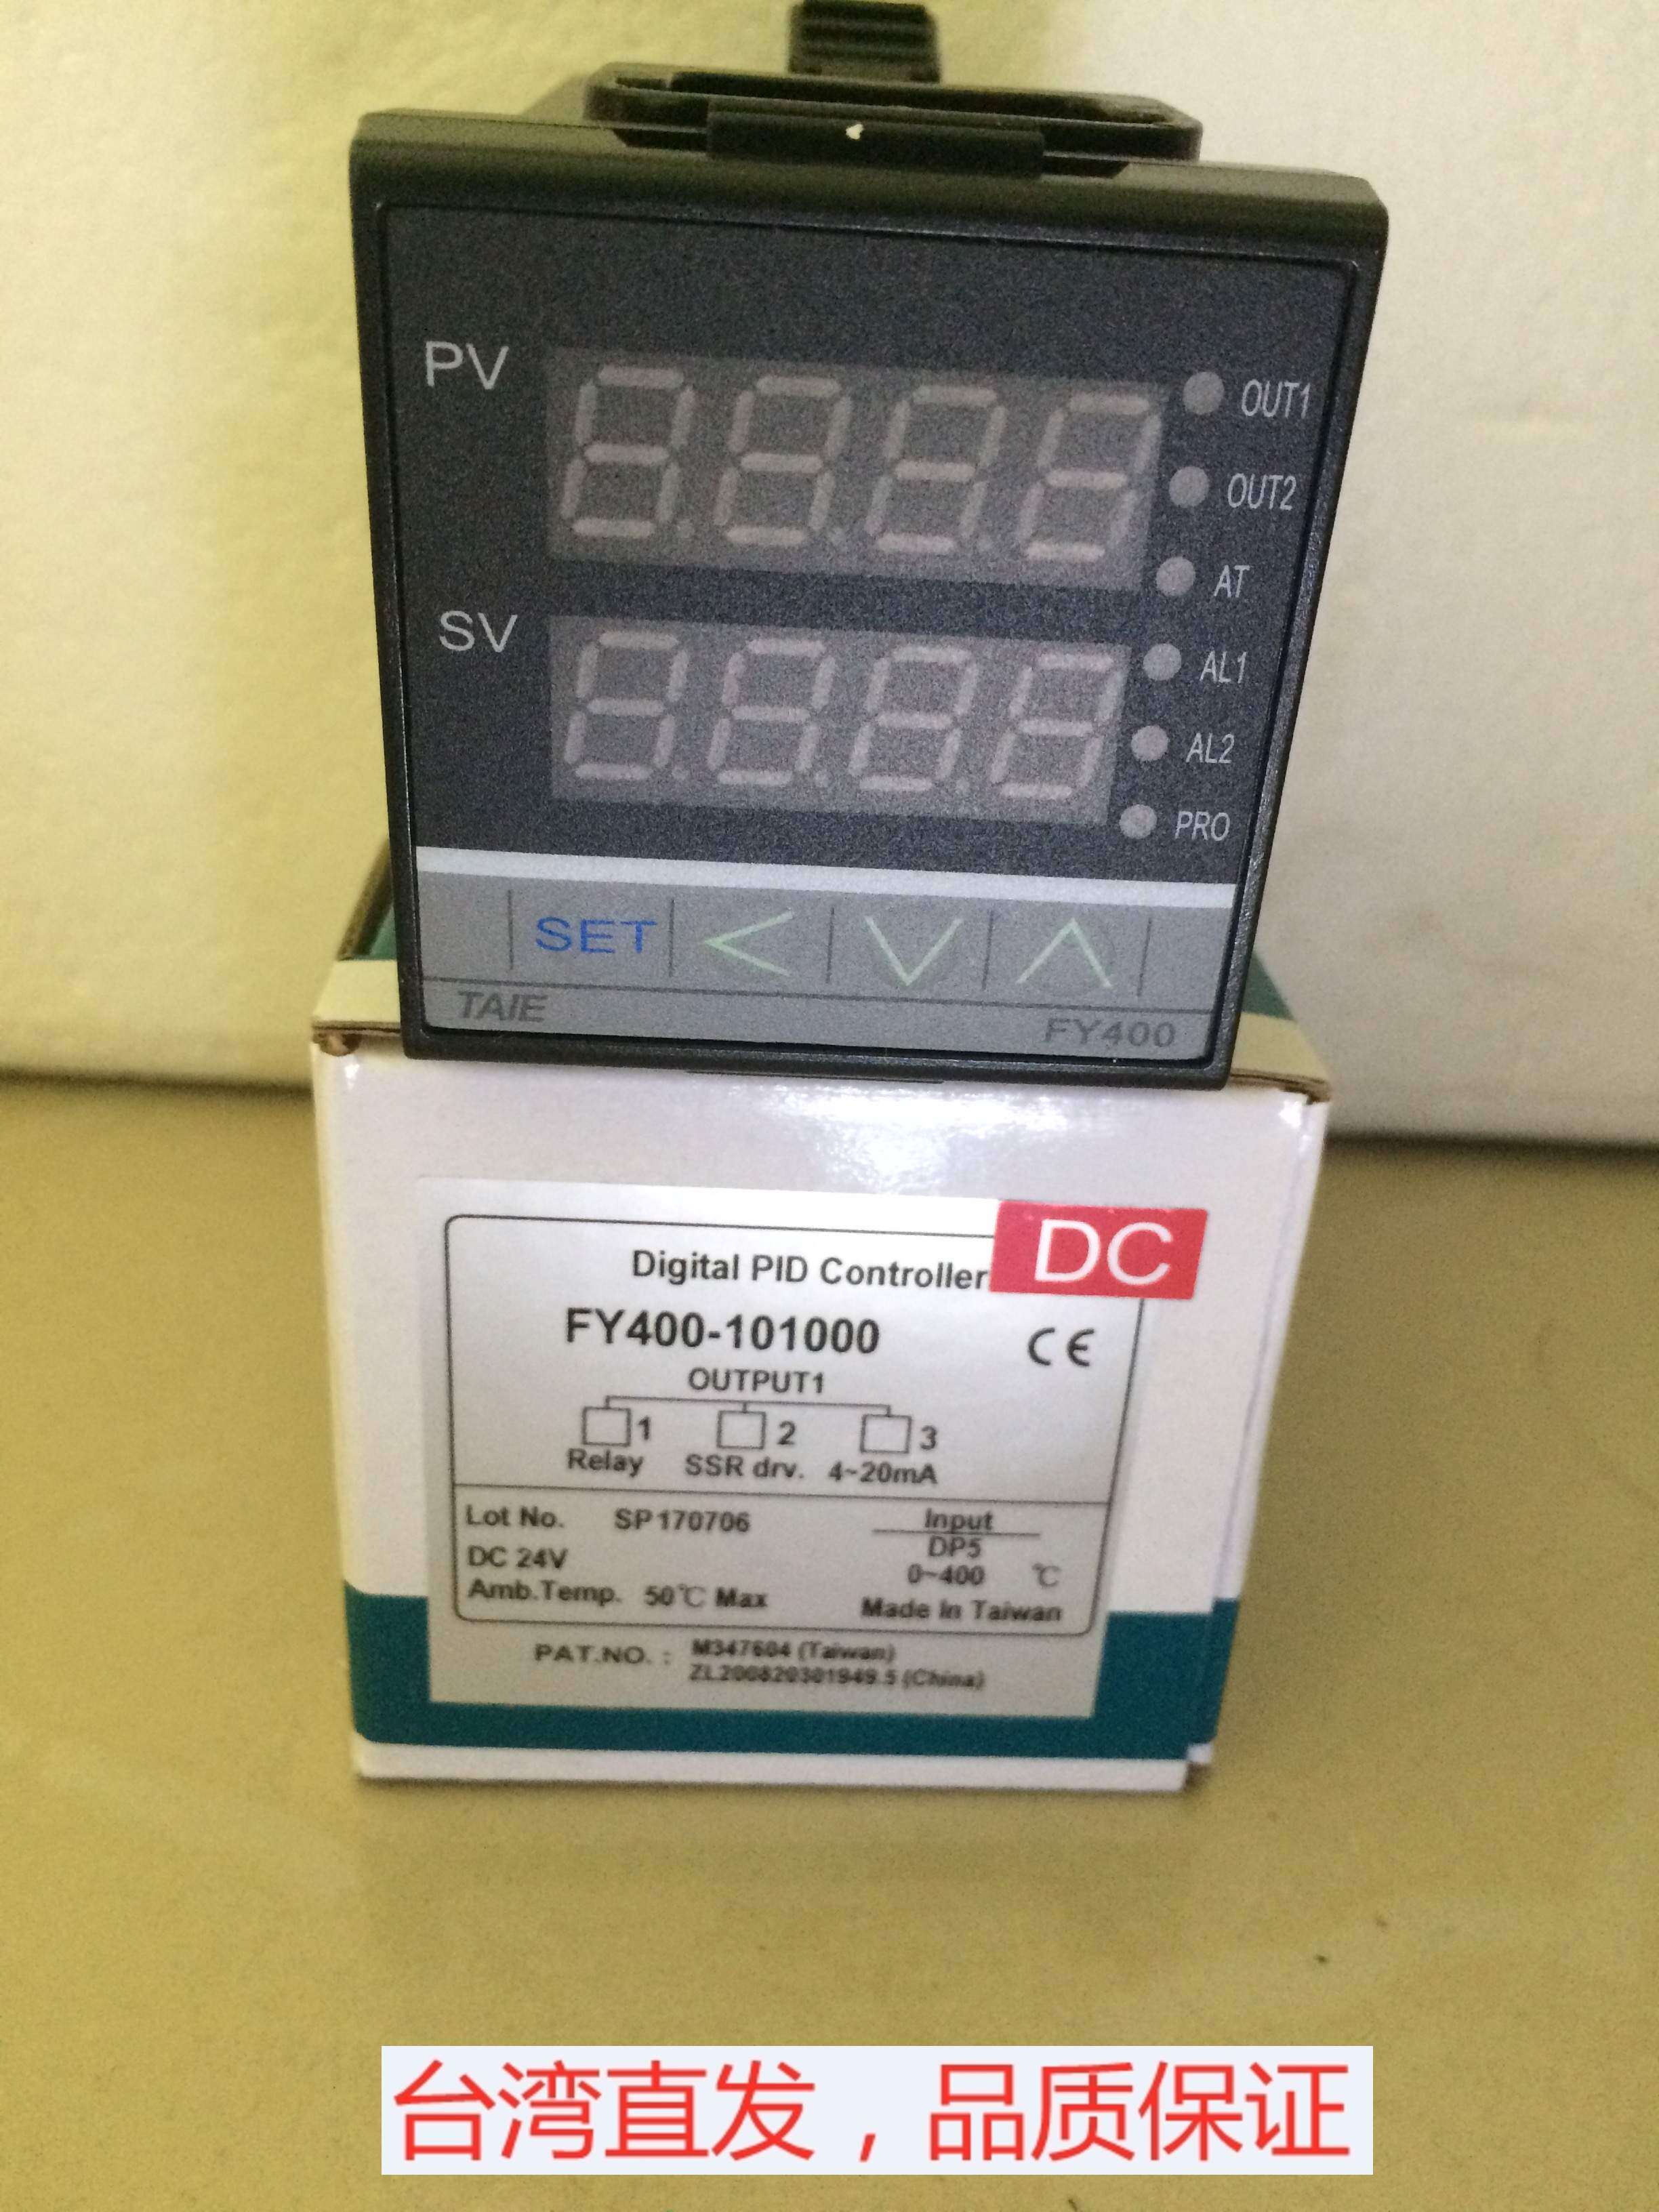 PV
OUT1
OUT2
AT
SV
AL1
AL2
PRO
SET
TAIE
FY400
DC
Digital PID Controller
FY400-101000
CE
OUTPUT1
1 2 3
Relay SSR drv. 4~20mA
Lot No. SP170706
Input
DP5
DC 24V
0~400 ℃
Amb.Temp. 50℃ Max
Made In Taiwan
PAT.NO. : M347604 (Taiwan)
ZL200820301949.5 (China)
台湾直发，品质保证